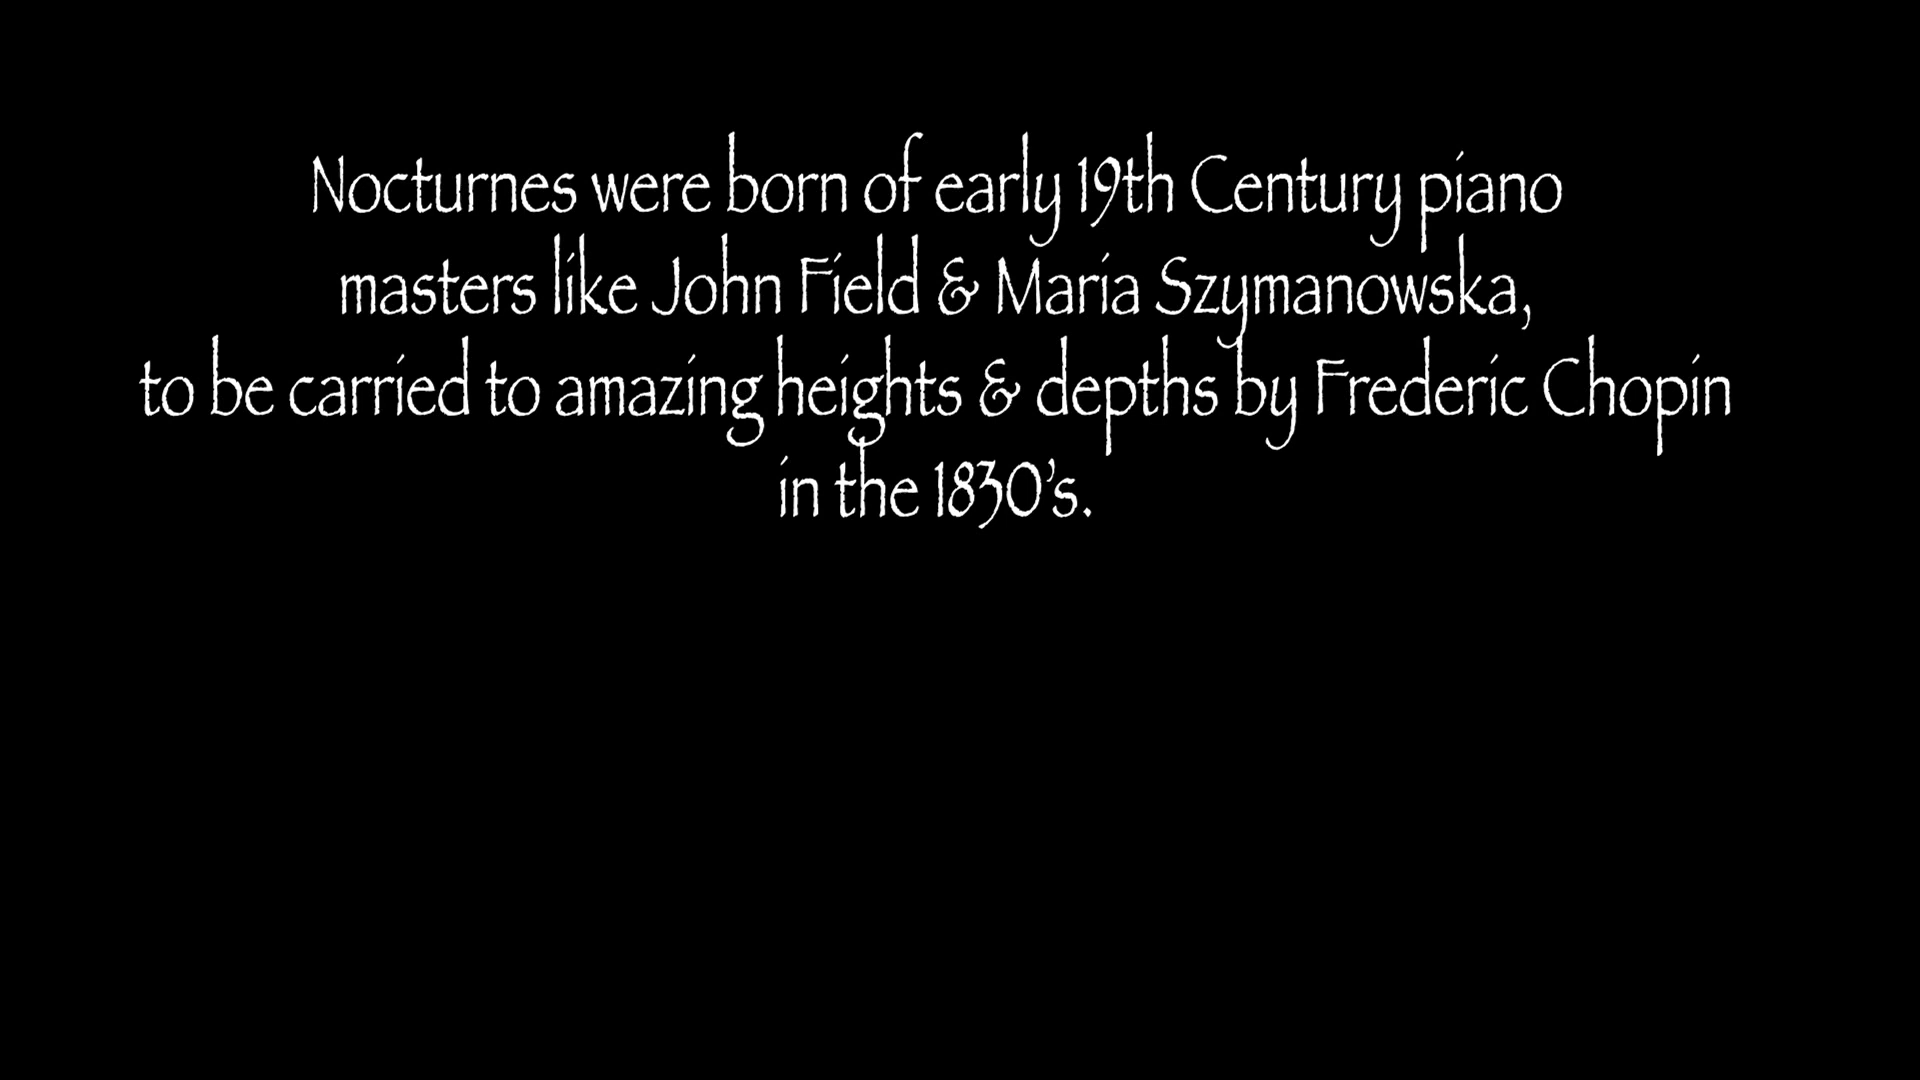 Nocturnes were born of early 19th Century piano
masters like John Field & Maria Szymanowska,
to be carried to amazing heights & depths by Frederic Chopin
in the 1830's.